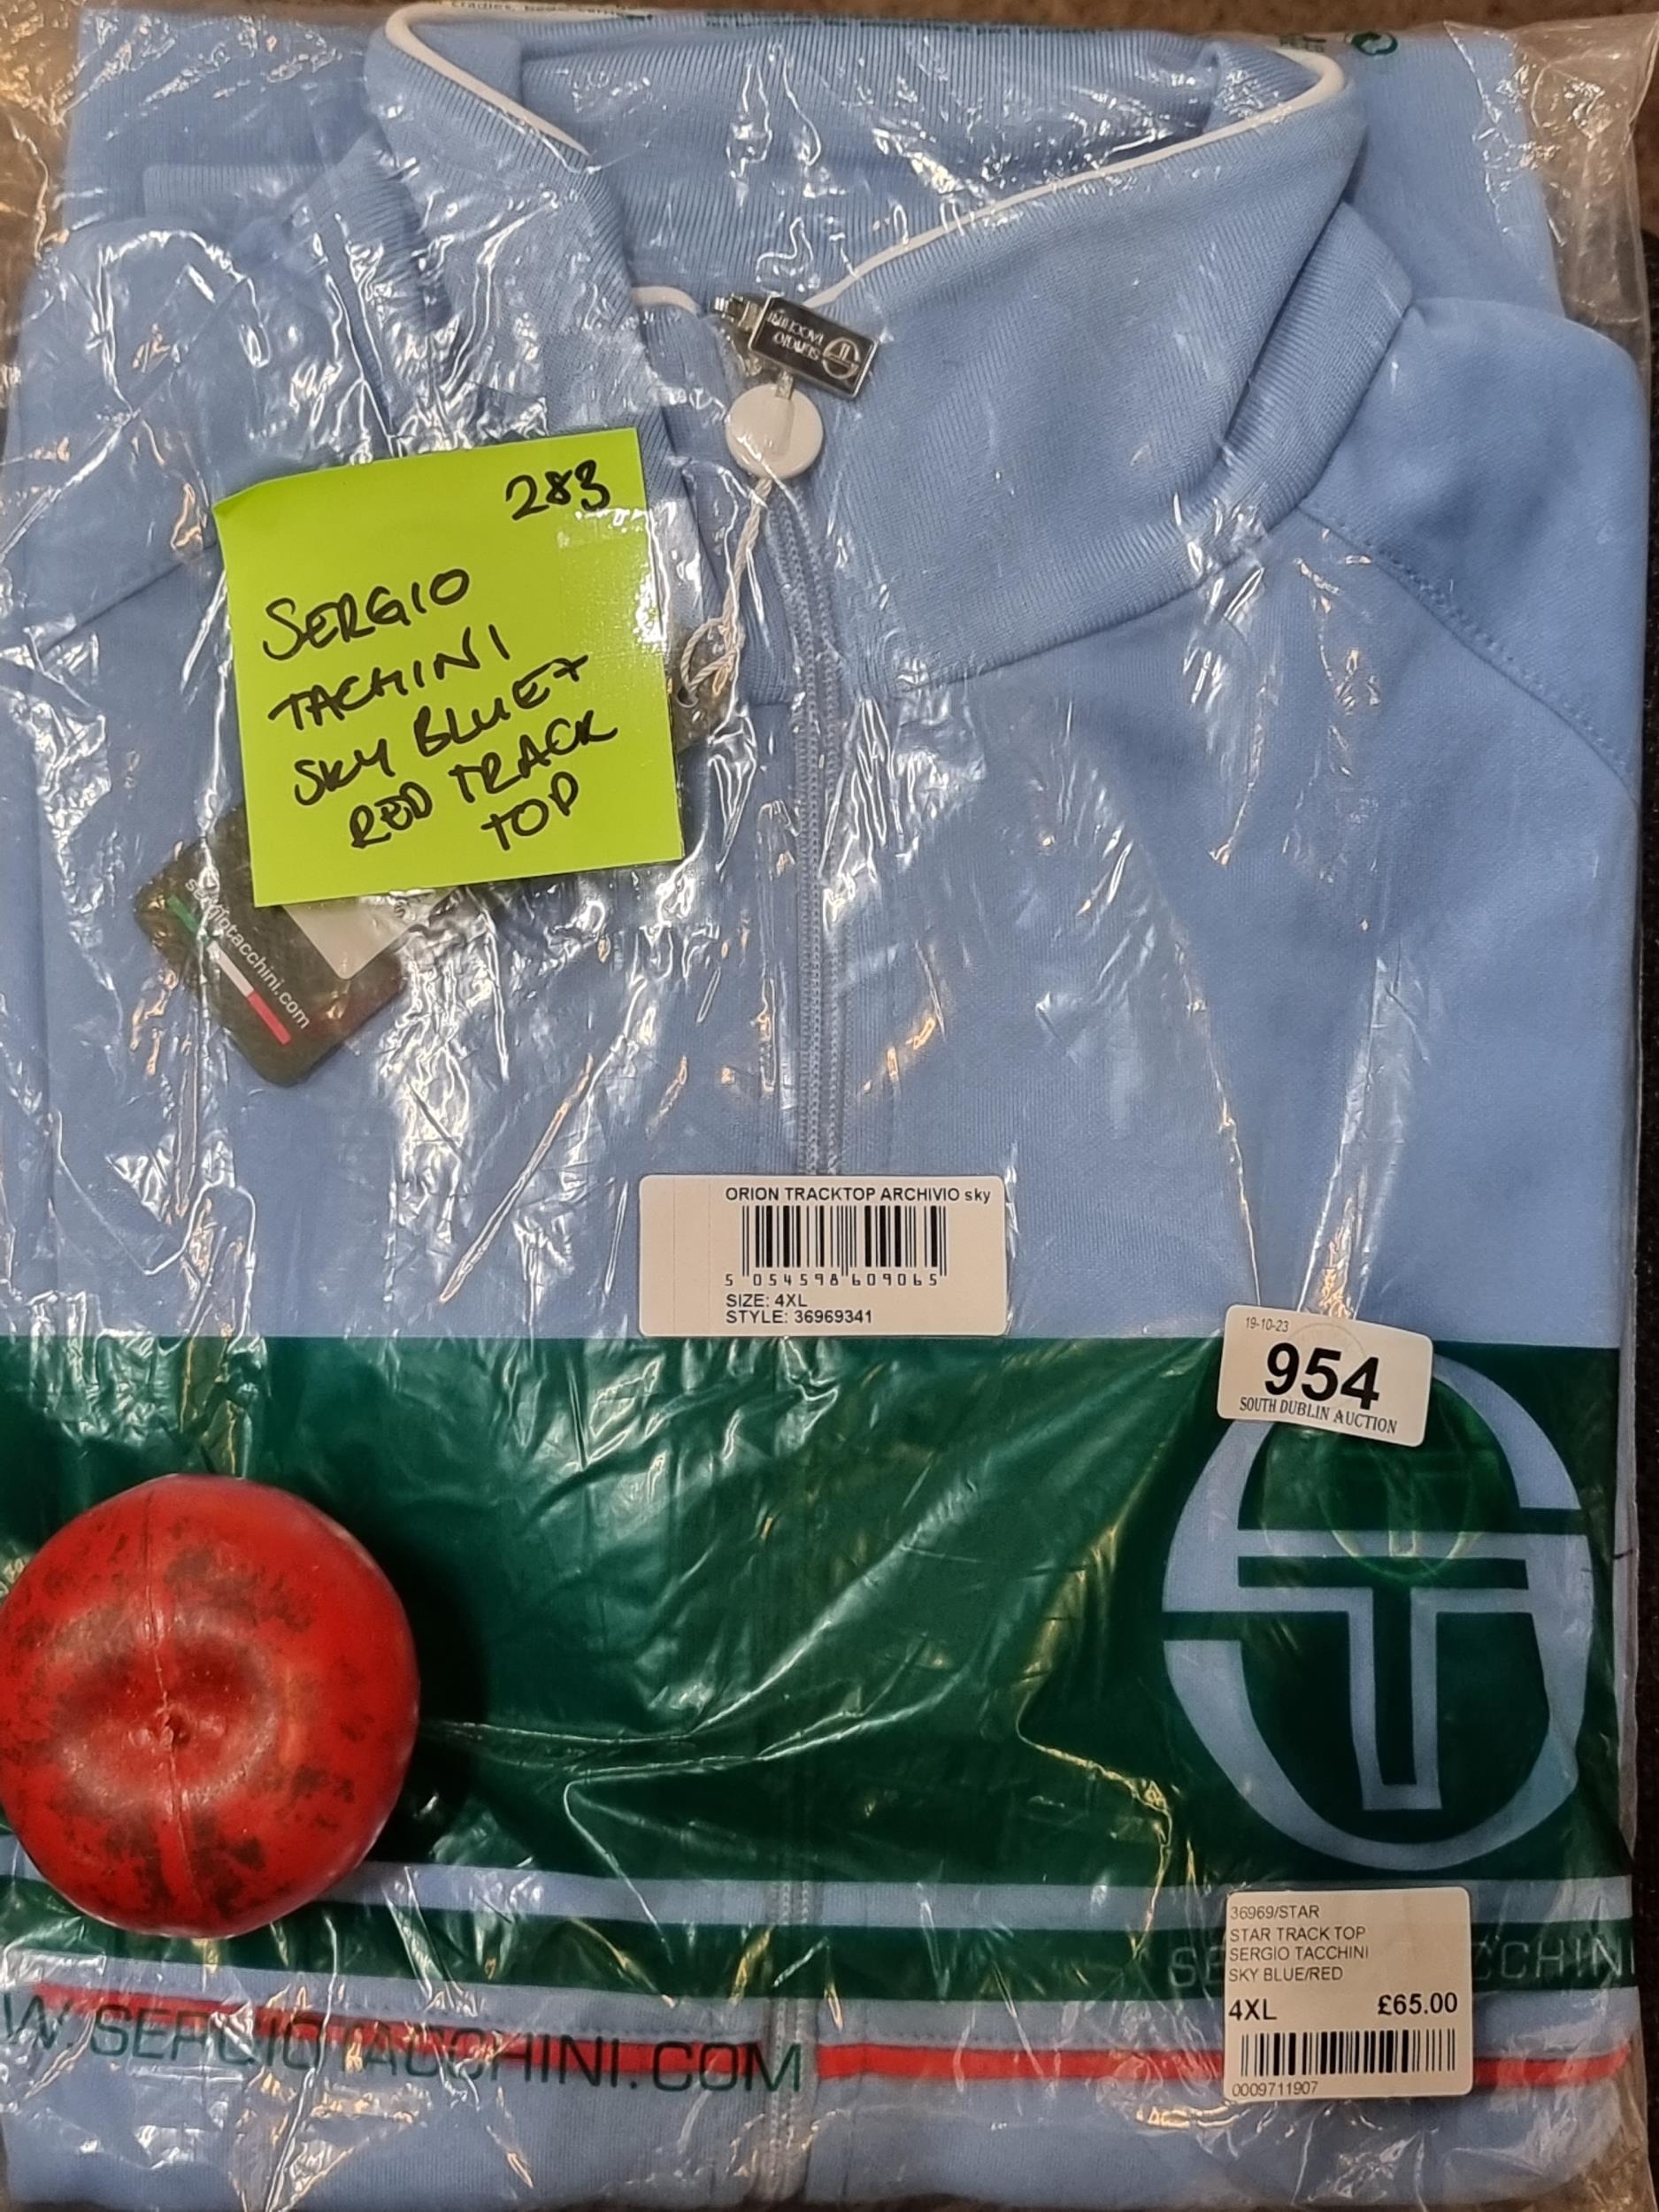 SERGIO
TACCHINI
283
SERGIO
TACHINI
SKY BLUE +
RED TRACK
TOP
sergiotacchini.com
ORION TRACKTOP ARCHIVIO sky
5 054598 609065
SIZE: 4XL
STYLE: 36969341
19-10-23
954
SOUTH DUBLIN AUCTION
36969/STAR
STAR TRACK TOP
SERGIO TACCHINI
SKY BLUE/RED
4XL £65.00
0009711907
W.SERGIOTACCHINI.COM